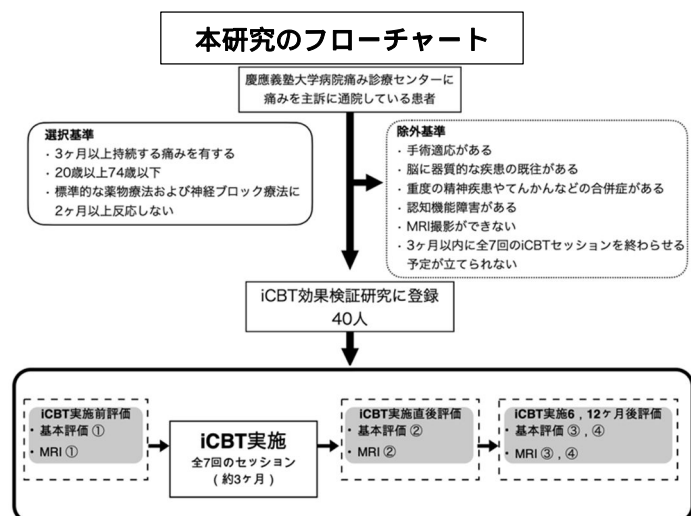 本研究のフローチャート
慶應義塾大学病院痛み診療センターに
痛みを主訴に通院している患者
選択基準
・3ヶ月以上持続する痛みを有する
・20歳以上74歳以下
・標準的な薬物療法および神経ブロック療法に
2ヶ月以上反応しない
除外基準
・手術適応がある
・脳に器質的な疾患の既往がある
・重度の精神疾患やてんかんなどの合併症がある
・認知機能障害がある
・MRI撮影ができない
・3ヶ月以内に全7回のiCBTセッションを終わらせる
予定が立てられない
iCBT効果検証研究に登録
40人
iCBT実施前評価
・基本評価 ①
・MRI ①
iCBT実施
全7回のセッション
(約3ヶ月)
iCBT実施直後評価
・基本評価 ②
・MRI ②
iCBT実施6,12ヶ月後評価
・基本評価 ③,④
・MRI ③,④